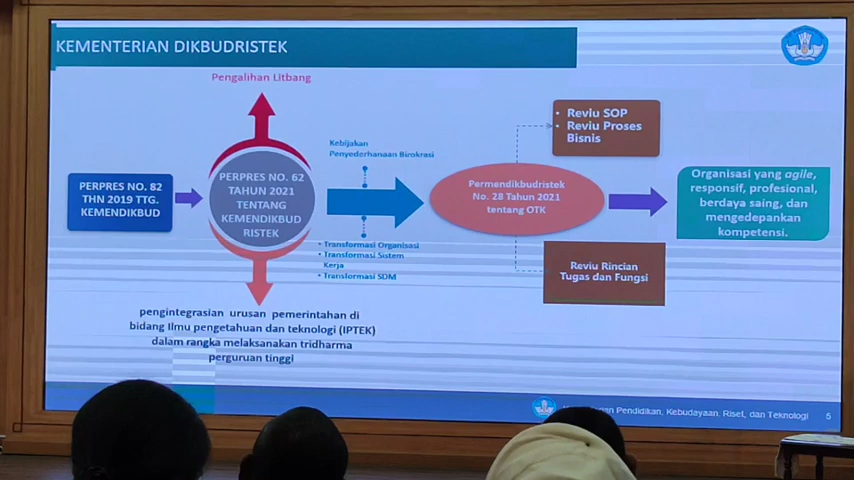 KEMENTERIAN DIKBUDRISTEK
Pengalihan Litbang
PERPRES NO. 82
THN 2019 TTG.
KEMENDIKBUD
PERPRES NO. 62
TAHUN 2021
TENTANG
KEMENDIKBUD
RISTEK
Kebijakan
Penyederhanaan Birokrasi
• Transformasi Organisasi
• Transformasi Sistem
Kerja
• Transformasi SDM
pengintegrasian urusan pemerintahan di
bidang Ilmu pengetahuan dan teknologi (IPTEK)
dalam rangka melaksanakan tridharma
perguruan tinggi
Permendikbudristek
No. 28 Tahun 2021
tentang OTK
• Reviu SOP
• Reviu Proses
Bisnis
Reviu Rincian
Tugas dan Fungsi
Organisasi yang agile,
responsif, profesional,
berdaya saing, dan
mengedepankan
kompetensi.
Pendidikan, Kebudayaan, Riset, dan Teknologi 5